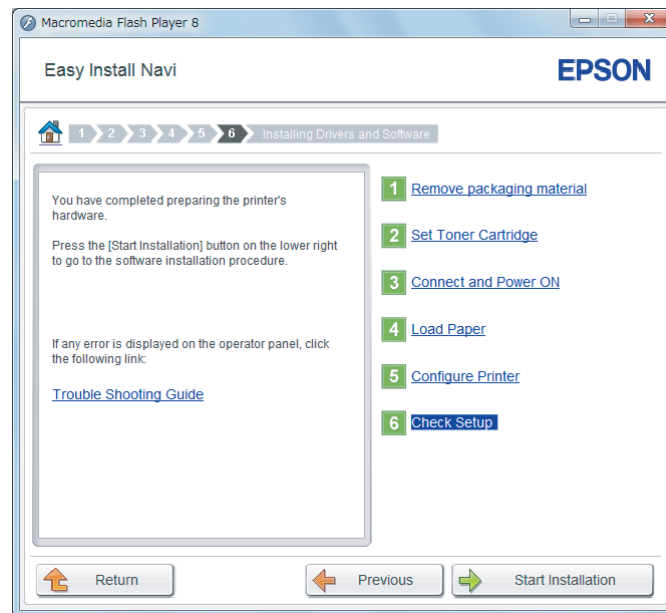 Macromedia Flash Player 8
Easy Install Navi
EPSON
1 2 3 4 5 6 Installing Drivers and Software
You have completed preparing the printer's
hardware.
Press the [Start Installation] button on the lower right
to go to the software installation procedure.
If any error is displayed on the operator panel, click
the following link:
Trouble Shooting Guide
1 Remove packaging material
2 Set Toner Cartridge
3 Connect and Power ON
4 Load Paper
5 Configure Printer
6 Check Setup
Return
Previous
Start Installation